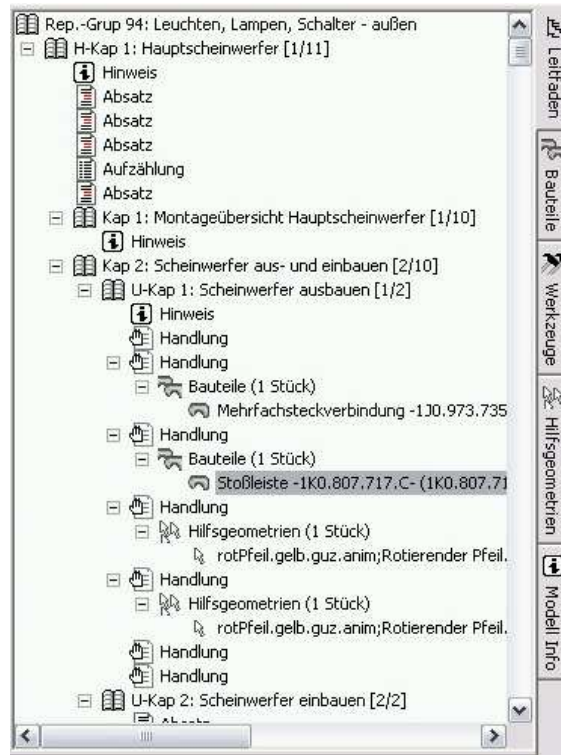 Rep.-Grup 94: Leuchten, Lampen, Schalter - außen
H-Kap 1: Hauptscheinwerfer [1/11]
Hinweis
Absatz
Absatz
Absatz
Aufzählung
Absatz
Kap 1: Montageübersicht Hauptscheinwerfer [1/10]
Hinweis
Kap 2: Scheinwerfer aus- und einbauen [2/10]
U-Kap 1: Scheinwerfer ausbauen [1/2]
Hinweis
Handlung
Handlung
Bauteile (1 Stück)
Mehrfachsteckverbindung -1J0.973.735
Handlung
Bauteile (1 Stück)
Stoßleiste -1K0.807.717.C- (1K0.807.71
Handlung
Hilfsgeometrien (1 Stück)
rotPfeil.gelb.guz.anim;Rotierender Pfeil.
Handlung
Hilfsgeometrien (1 Stück)
rotPfeil.gelb.guz.anim;Rotierender Pfeil.
Handlung
Handlung
U-Kap 2: Scheinwerfer einbauen [2/2]
Absatz
Leitfaden
Bauteile
Werkzeuge
Hilfsgeometrien
Modell Info